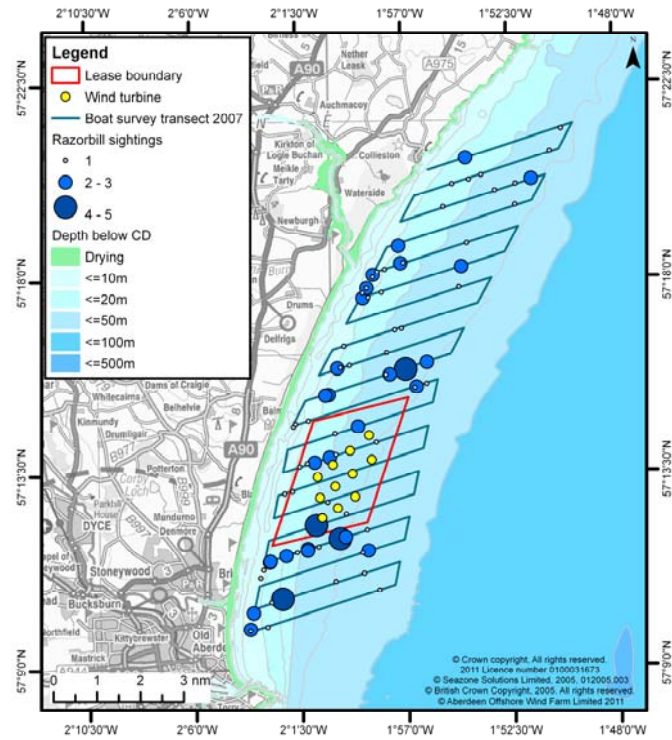 2°10'30"W 2°6'0"W 2°1'30"W 1°57'0"W 1°52'30"W 1°48'0"W
Legend
Lease boundary
Wind turbine
Boat survey transect 2007
Razorbill sightings
1
2 - 3
4 - 5
Depth below CD
Drying
<=10m
<=20m
<=50m
<=100m
<=500m
N
A90
A975
15
Nether
Leask
Auchmacoy
Kirkton of
Logie Buchan
Meikle
Tarty
Collieston
Waterside
Newburgh
Drums
Delfrigs
Dams of Craigie
Whitecairns
Belhelvie
Kinmundy
Drumligair
B977
A90
Potterton
Corby
Loch
B999
B997
Parkhill
House
DYCE
Mundurno
Denmore
Stoneywood
Bucksburn
Northfield
Kittybrewster
Old
Mastrick
A944
Torry
57°22'30"N
57°18'0"N
57°13'30"N
57°9'0"N
57°22'30"N
57°18'0"N
57°13'30"N
57°9'0"N
0 1 2 3 nm
© Crown copyright, All rights reserved.
2011 Licence number 0100031673
© Seazone Solutions Limited, 2005, 012005.003
© British Crown Copyright, 2005. All rights reserved.
© Aberdeen Offshore Wind Farm Limited 2011
2°10'30"W 2°6'0"W 2°1'30"W 1°57'0"W 1°52'30"W 1°48'0"W